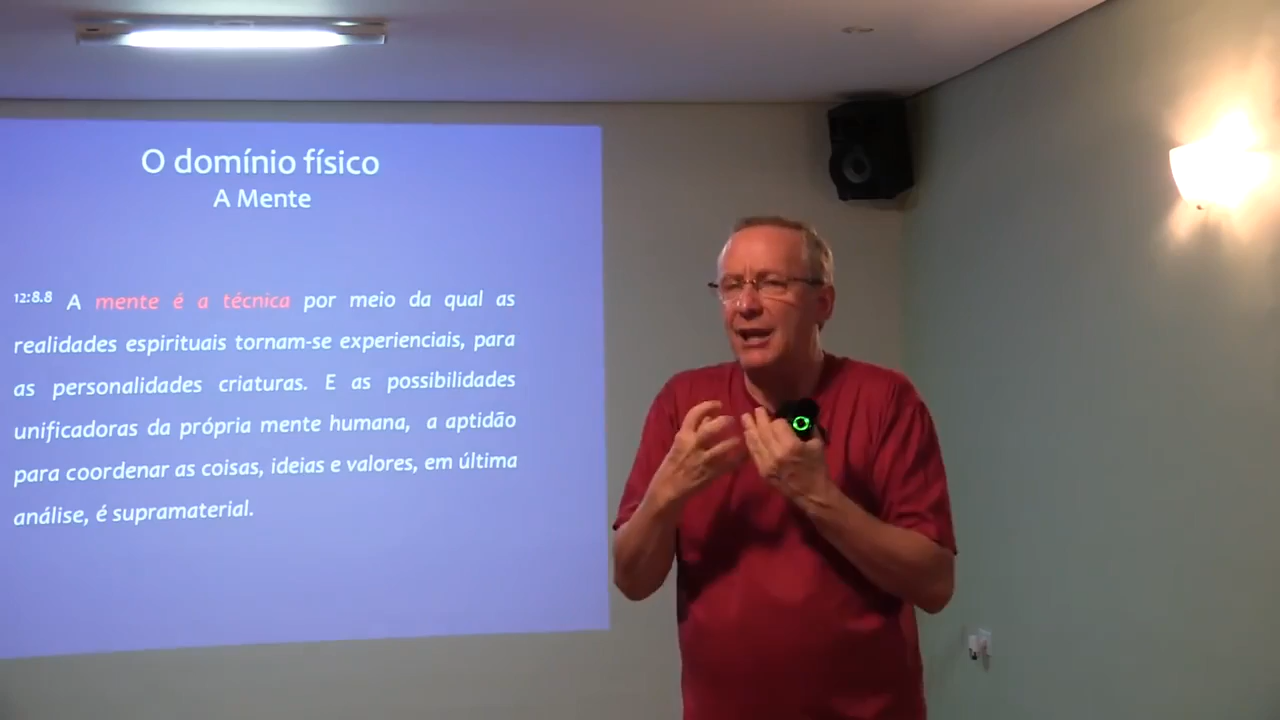 O domínio físico
A Mente
12:8.8 A mente é a técnica por meio da qual as
realidades espirituais tornam-se experienciais, para
as personalidades criaturas. E as possibilidades
unificadoras da própria mente humana, a aptidão
para coordenar as coisas, ideias e valores, em última
análise, é supramaterial.